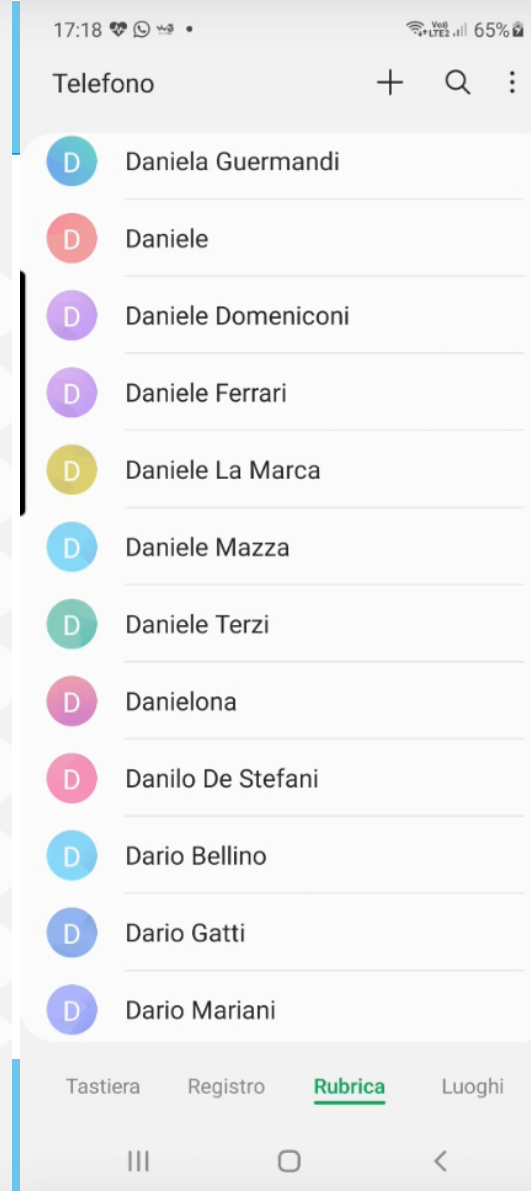 17:18 65%
Telefono
D Daniela Guermandi
D Daniele
D Daniele Domeniconi
D Daniele Ferrari
D Daniele La Marca
D Daniele Mazza
D Daniele Terzi
D Danielona
D Danilo De Stefani
D Dario Bellino
D Dario Gatti
D Dario Mariani
Tastiera Registro Rubrica Luoghi